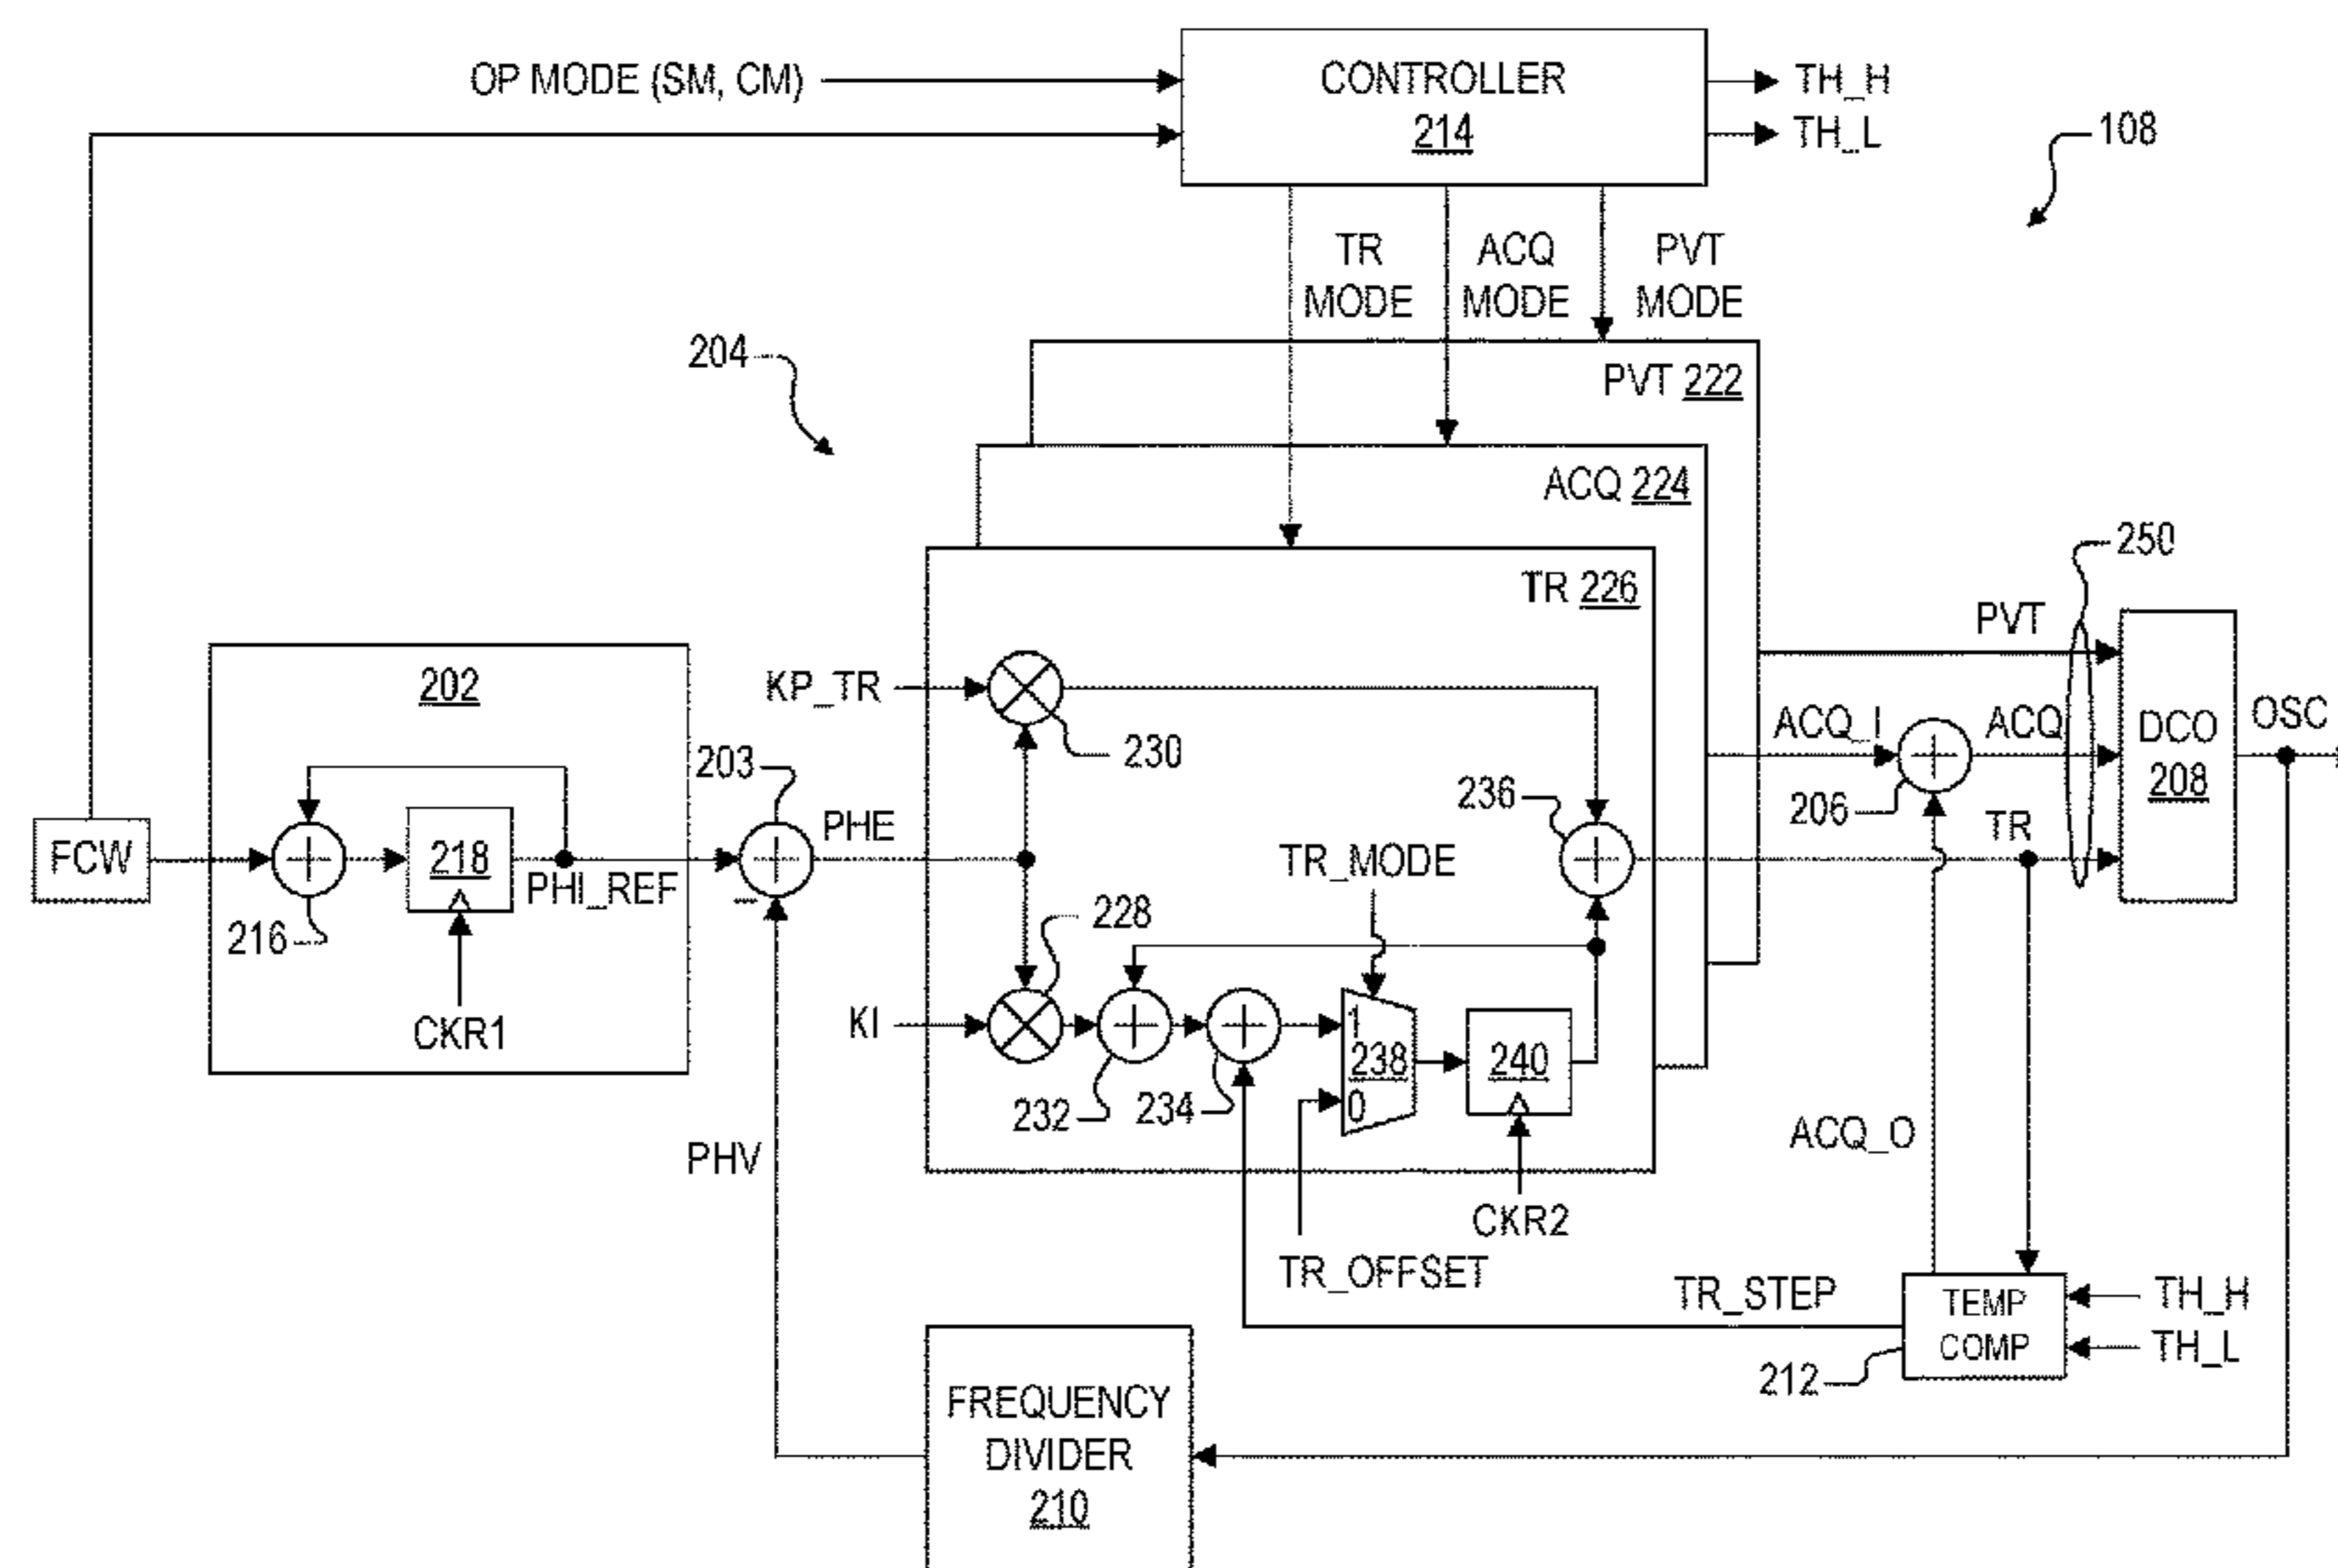 OP MODE (SM, CM)
CONTROLLER
214
TH_H
TH_L
108
TR
MODE
ACQ
MODE
PVT
MODE
204
PVT 222
ACQ 224
TR 226
250
202
KP_TR
230
PVT
ACQ_I
ACQ
DCO
208
OSC
203
236
206
TR
FCW
218
PHI_REF
PHE
TR_MODE
216
228
CKR1
KI
1
238
0
240
232
234
PHV
ACQ_O
CKR2
TR_OFFSET
TR_STEP
TEMP
COMP
TH_H
TH_L
212
FREQUENCY
DIVIDER
210